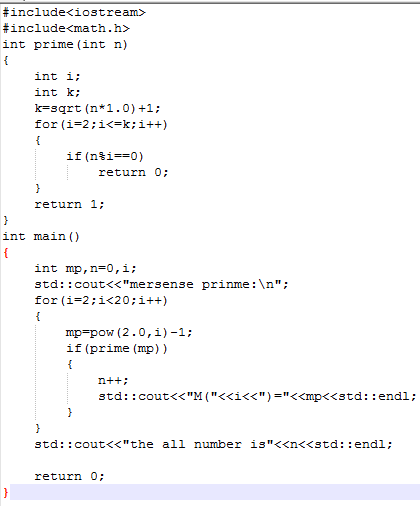 #include<iostream>
#include<math.h>
int prime(int n)
{
    int i;
    int k;
    k=sqrt(n*1.0)+1;
    for(i=2;i<=k;i++)
    {
        if(n%i==0)
            return 0;
    }
    return 1;
}
int main()
{
    int mp,n=0,i;
    std::cout<<"mersense prinme:\n";
    for(i=2;i<20;i++)
    {
        mp=pow(2.0,i)-1;
        if(prime(mp))
        {
            n++;
            std::cout<<"M("<<i<<")="<<mp<<std::endl;
        }
    }
    std::cout<<"the all number is"<<n<<std::endl;
    return 0;
}